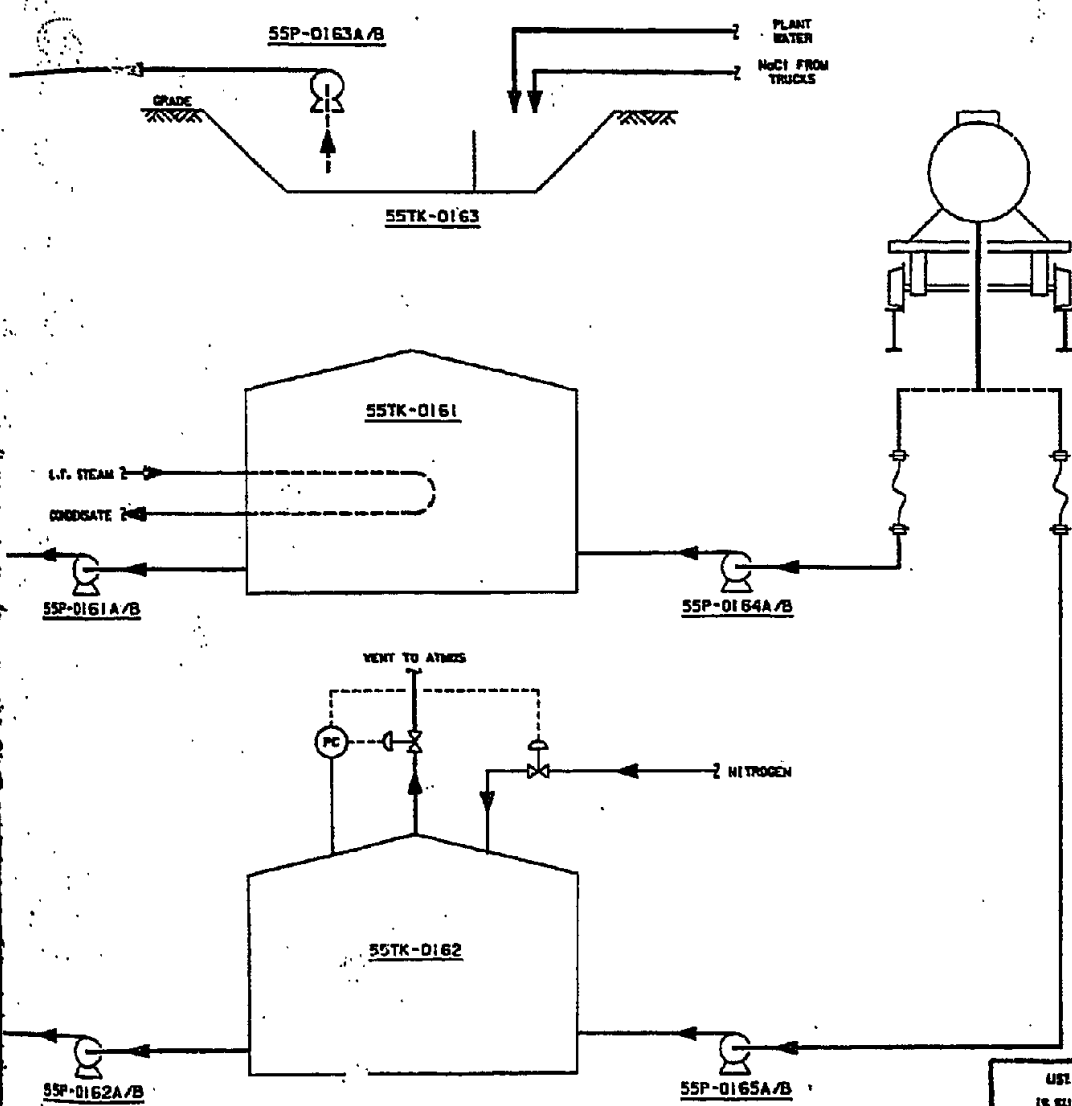 55P-0163A/B
PLANT
WATER
NaCl FROM
TRUCKS
GRADE
55TK-0163
55TK-0161
L.P. STEAM
CONDENSATE
55P-0161A/B
55P-0164A/B
VENT TO ATMOS
PC
NITROGEN
55TK-0162
55P-0162A/B
55P-0165A/B